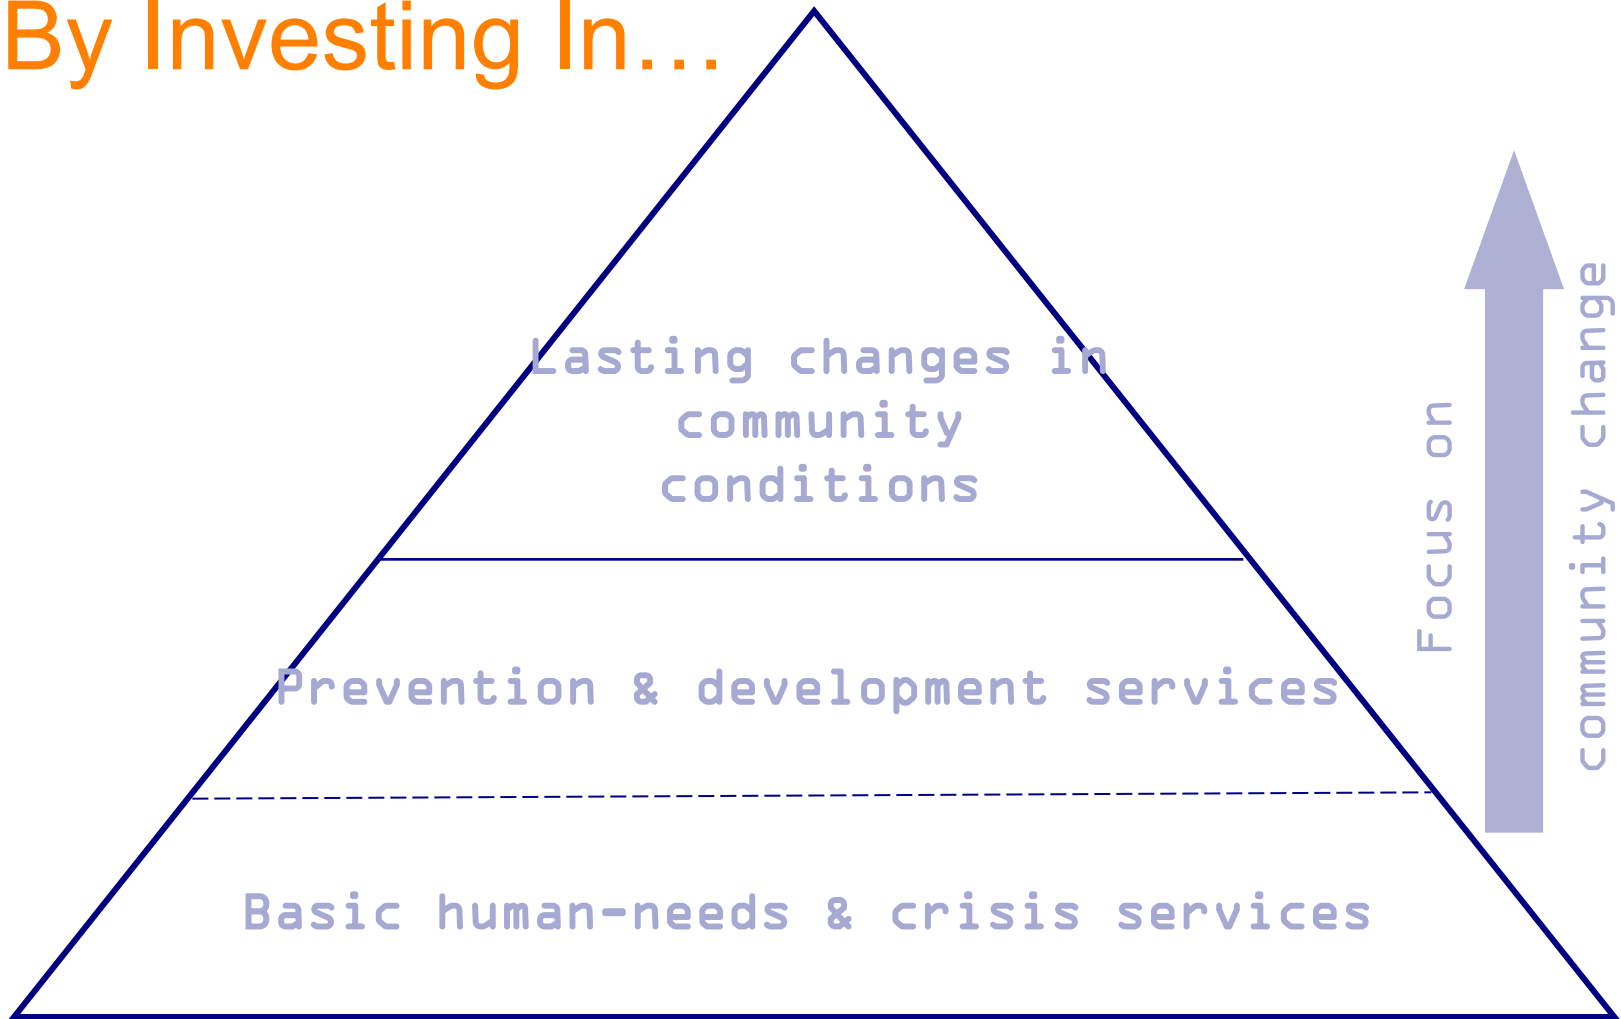 By Investing In…
Lasting changes in
community
conditions
Prevention & development services
Basic human-needs & crisis services
Focus on
community change